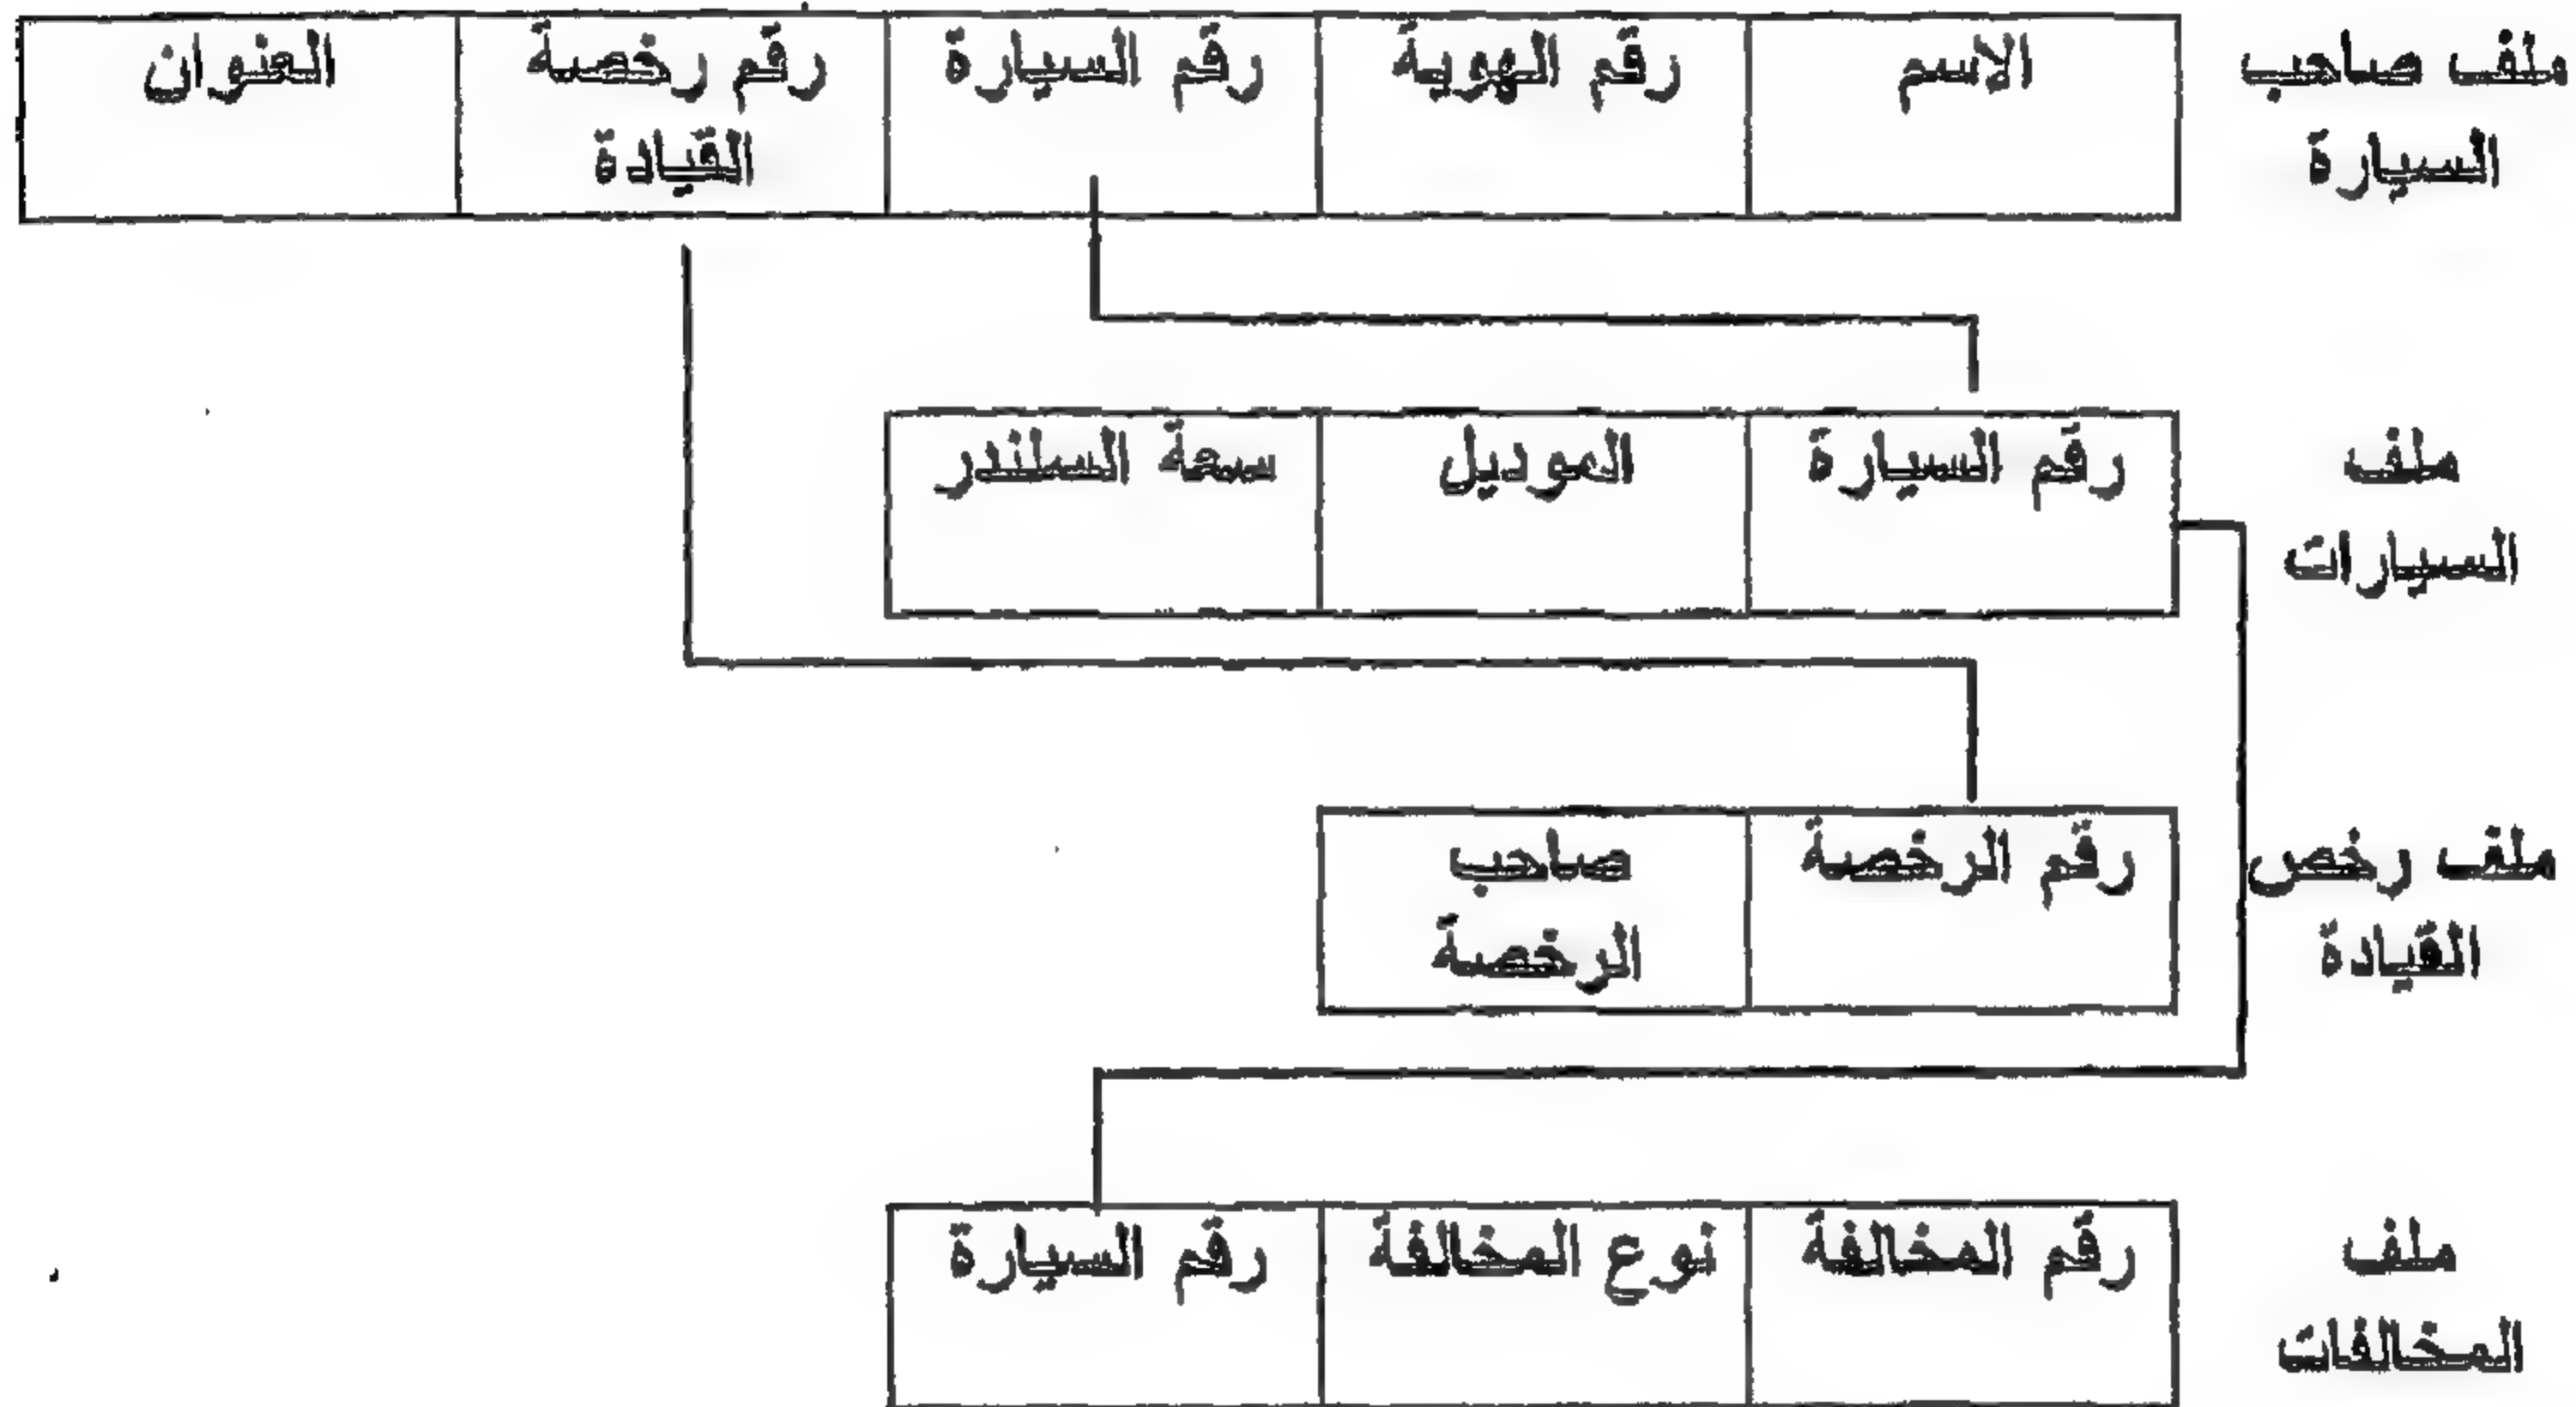 ملف صاحب السيارة
الاسم
رقم الهوية
رقم السيارة
رقم رخصة القيادة
العنوان
ملف السيارات
رقم السيارة
الموديل
سعة السلندر
ملف رخص القيادة
رقم الرخصة
صاحب الرخصة
ملف المخالفات
رقم المخالفة
نوع المخالفة
رقم السيارة